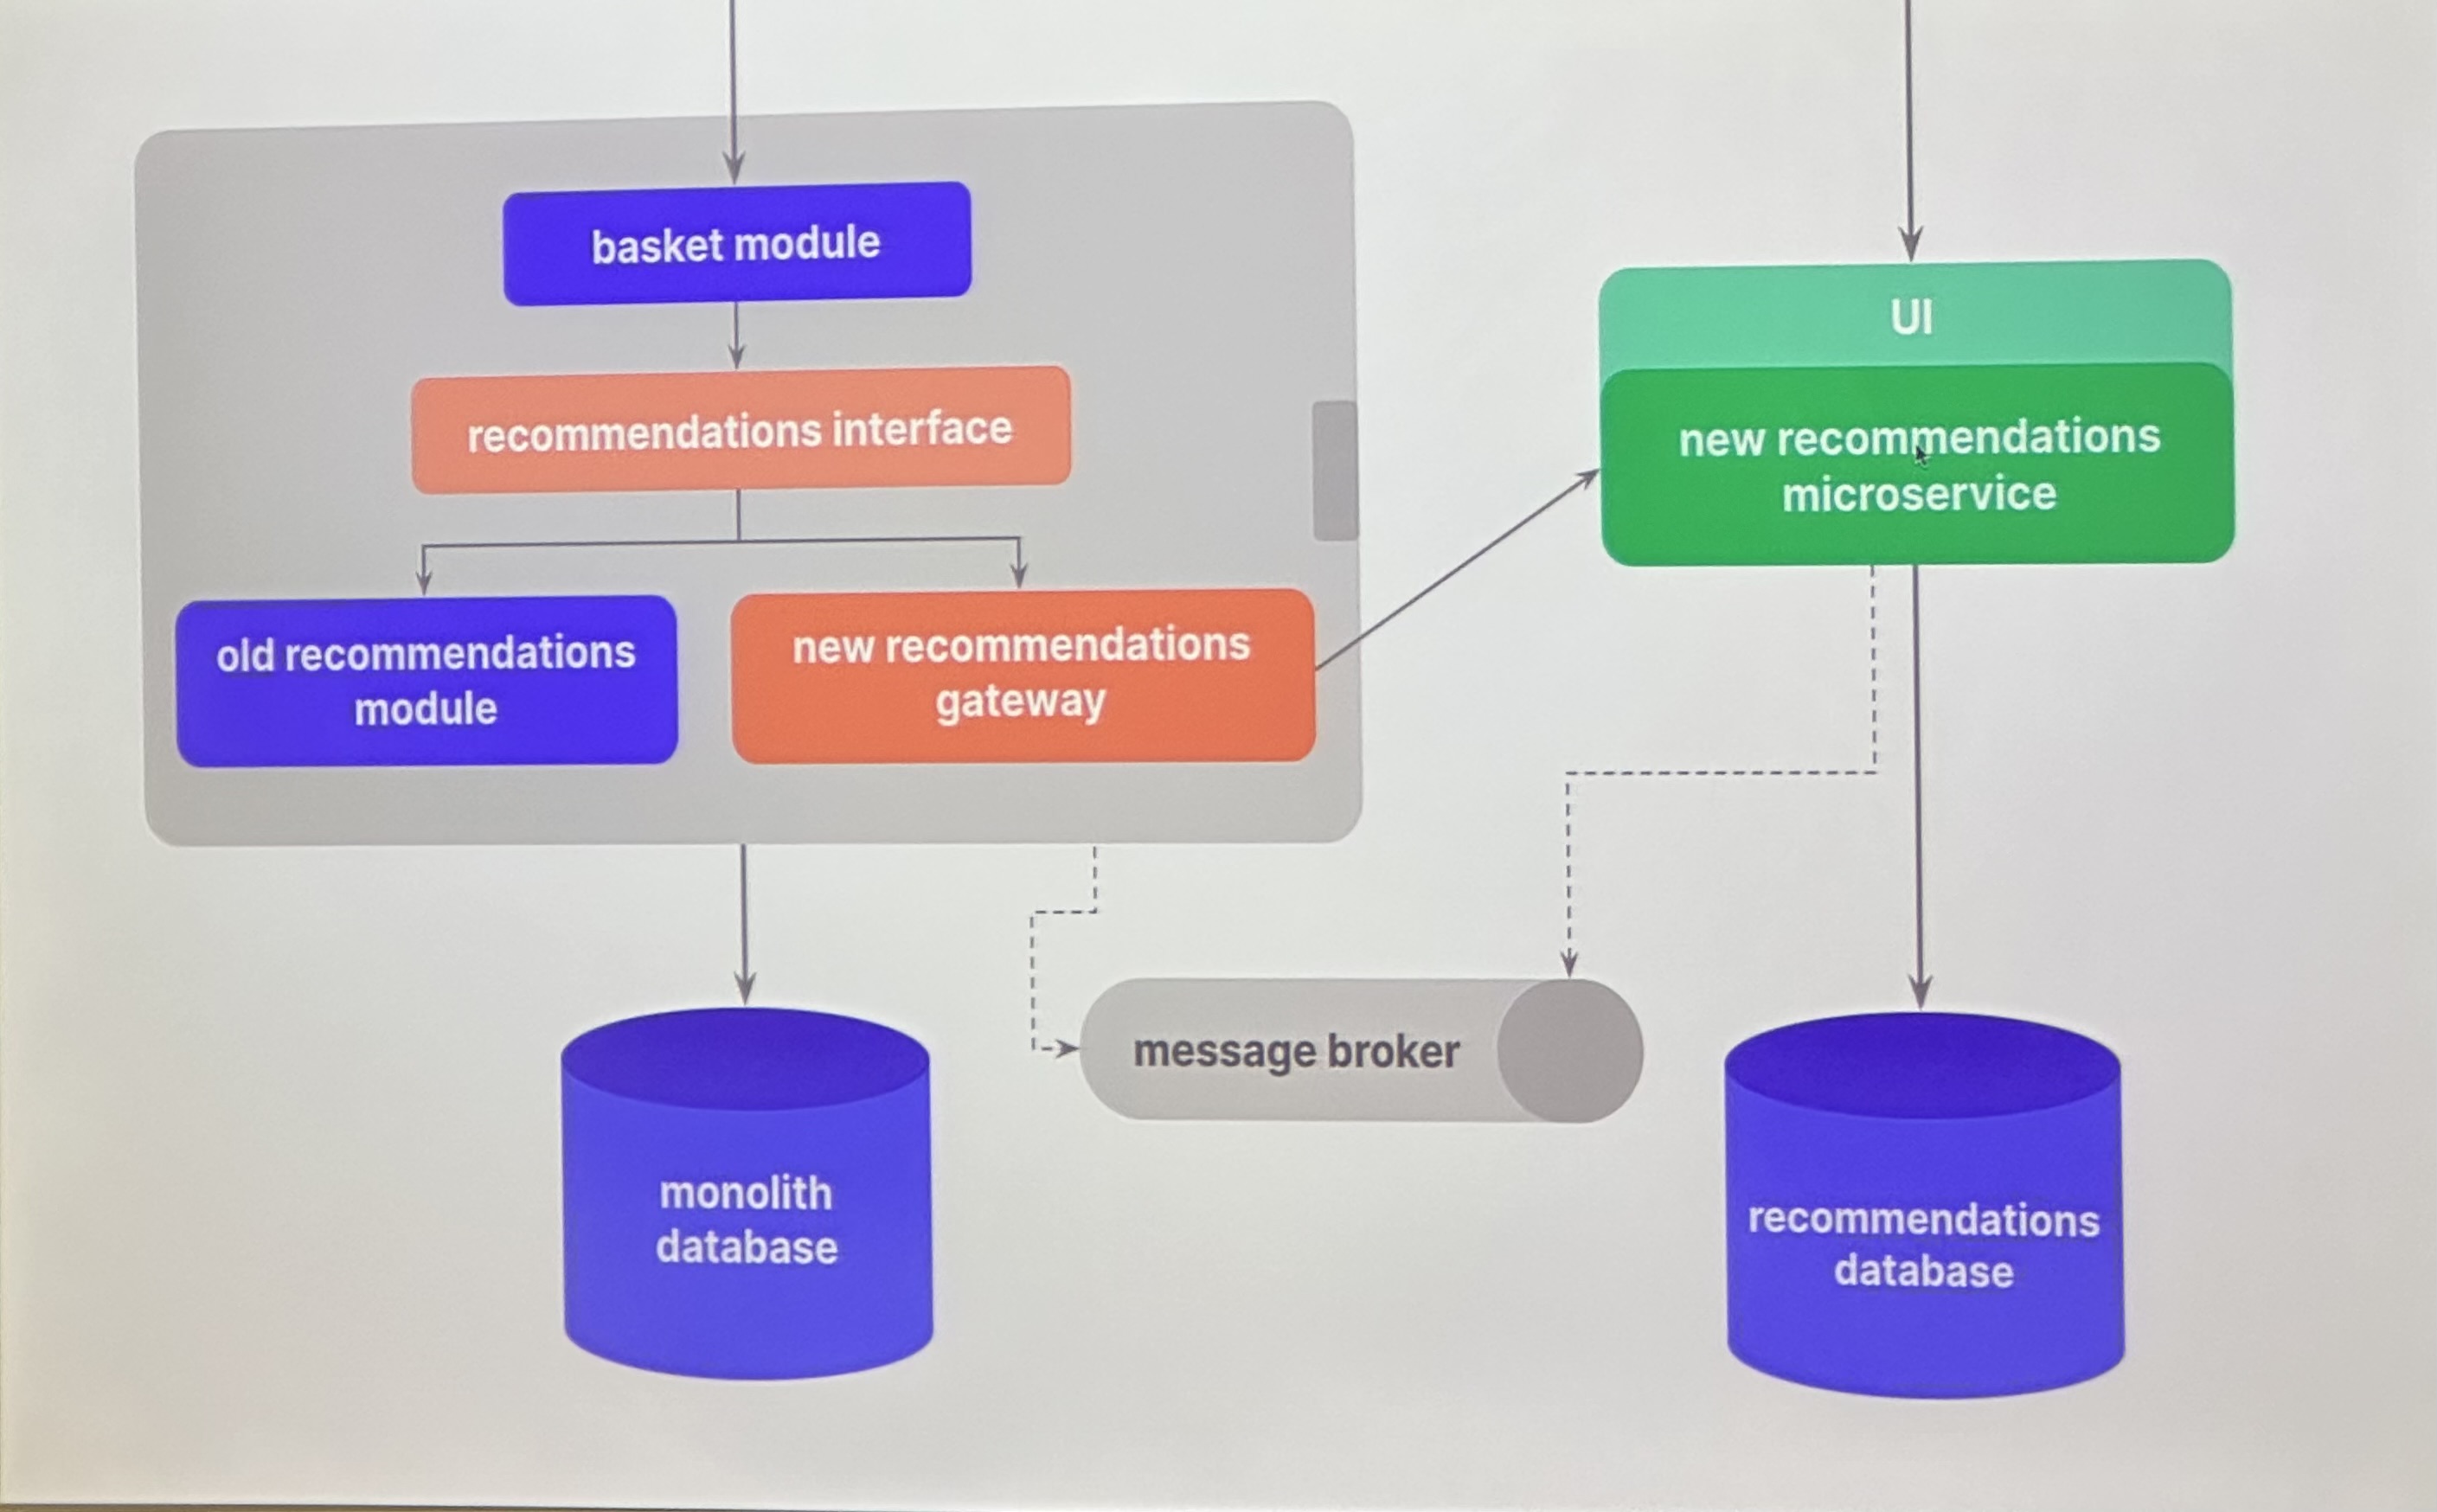 basket module
recommendations interface
old recommendations
module
new recommendations
gateway
UI
new recommendations
microservice
message broker
monolith
database
recommendations
database